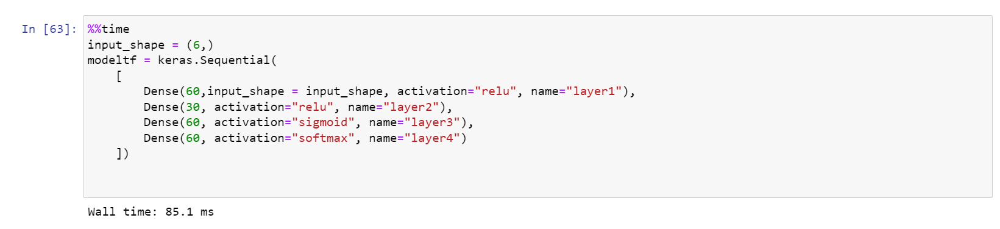 In [63]: %%time
input_shape = (6,)
modeltf = keras.Sequential(
    [
        Dense(60,input_shape = input_shape, activation="relu", name="layer1"),
        Dense(30, activation="relu", name="layer2"),
        Dense(60, activation="sigmoid", name="layer3"),
        Dense(60, activation="softmax", name="layer4")
    ])
Wall time: 85.1 ms